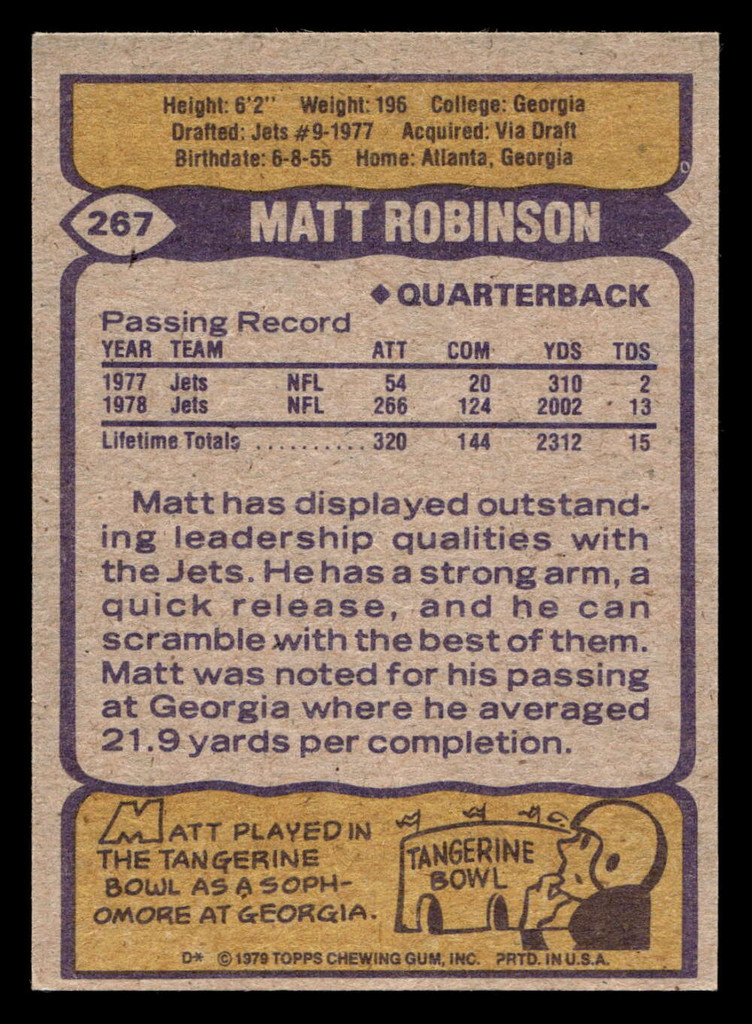 Height: 6'2" Weight: 196 College: Georgia
Drafted: Jets #9-1977 Acquired: Via Draft
Birthdate: 6-8-55 Home: Atlanta, Georgia
267 MATT ROBINSON
◆ QUARTERBACK
Passing Record
YEAR TEAM ATT COM YDS TDS
1977 Jets NFL 54 20 310 2
1978 Jets NFL 266 124 2002 13
Lifetime Totals .......... 320 144 2312 15
Matt has displayed outstand-
ing leadership qualities with
the Jets. He has a strong arm, a
quick release, and he can
scramble with the best of them.
Matt was noted for his passing
at Georgia where he averaged
21.9 yards per completion.
MATT PLAYED IN
THE TANGERINE
BOWL AS A SOPH-
OMORE AT GEORGIA.
TANGERINE
BOWL
D* © 1979 TOPPS CHEWING GUM, INC. PRTD. IN U.S.A.